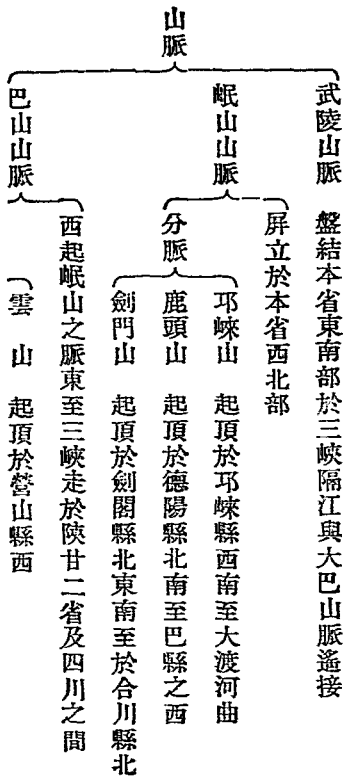 山脈
武陵山脈　盤結本省東南部於三峽隔江與大巴山脈遙接
岷山山脈
屛立於本省西北部
分脈
邛崍山　起頂於邛崍縣西南至大渡河曲
鹿頭山　起頂於德陽縣北南至巴縣之西
劍門山　起頂於劍閣縣北東南至於合川縣北
巴山山脈
西起岷山之脈東至三峽走於陝甘二省及四川之間
雲山　起頂於營山縣西